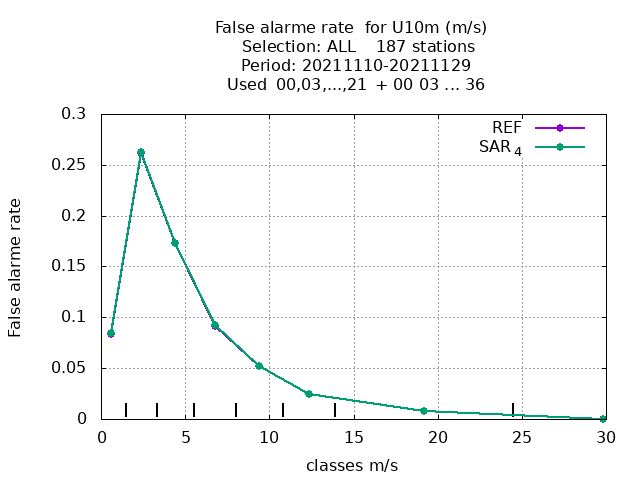 False alarme rate  for U10m (m/s)
Selection: ALL    187 stations
Period: 20211110-20211129
Used  00,03,...,21  + 00 03 ... 36
0.3
0.25
0.2
0.15
0.1
0.05
0
False alarme rate
REF
SAR 4
0 5 10 15 20 25 30
classes m/s